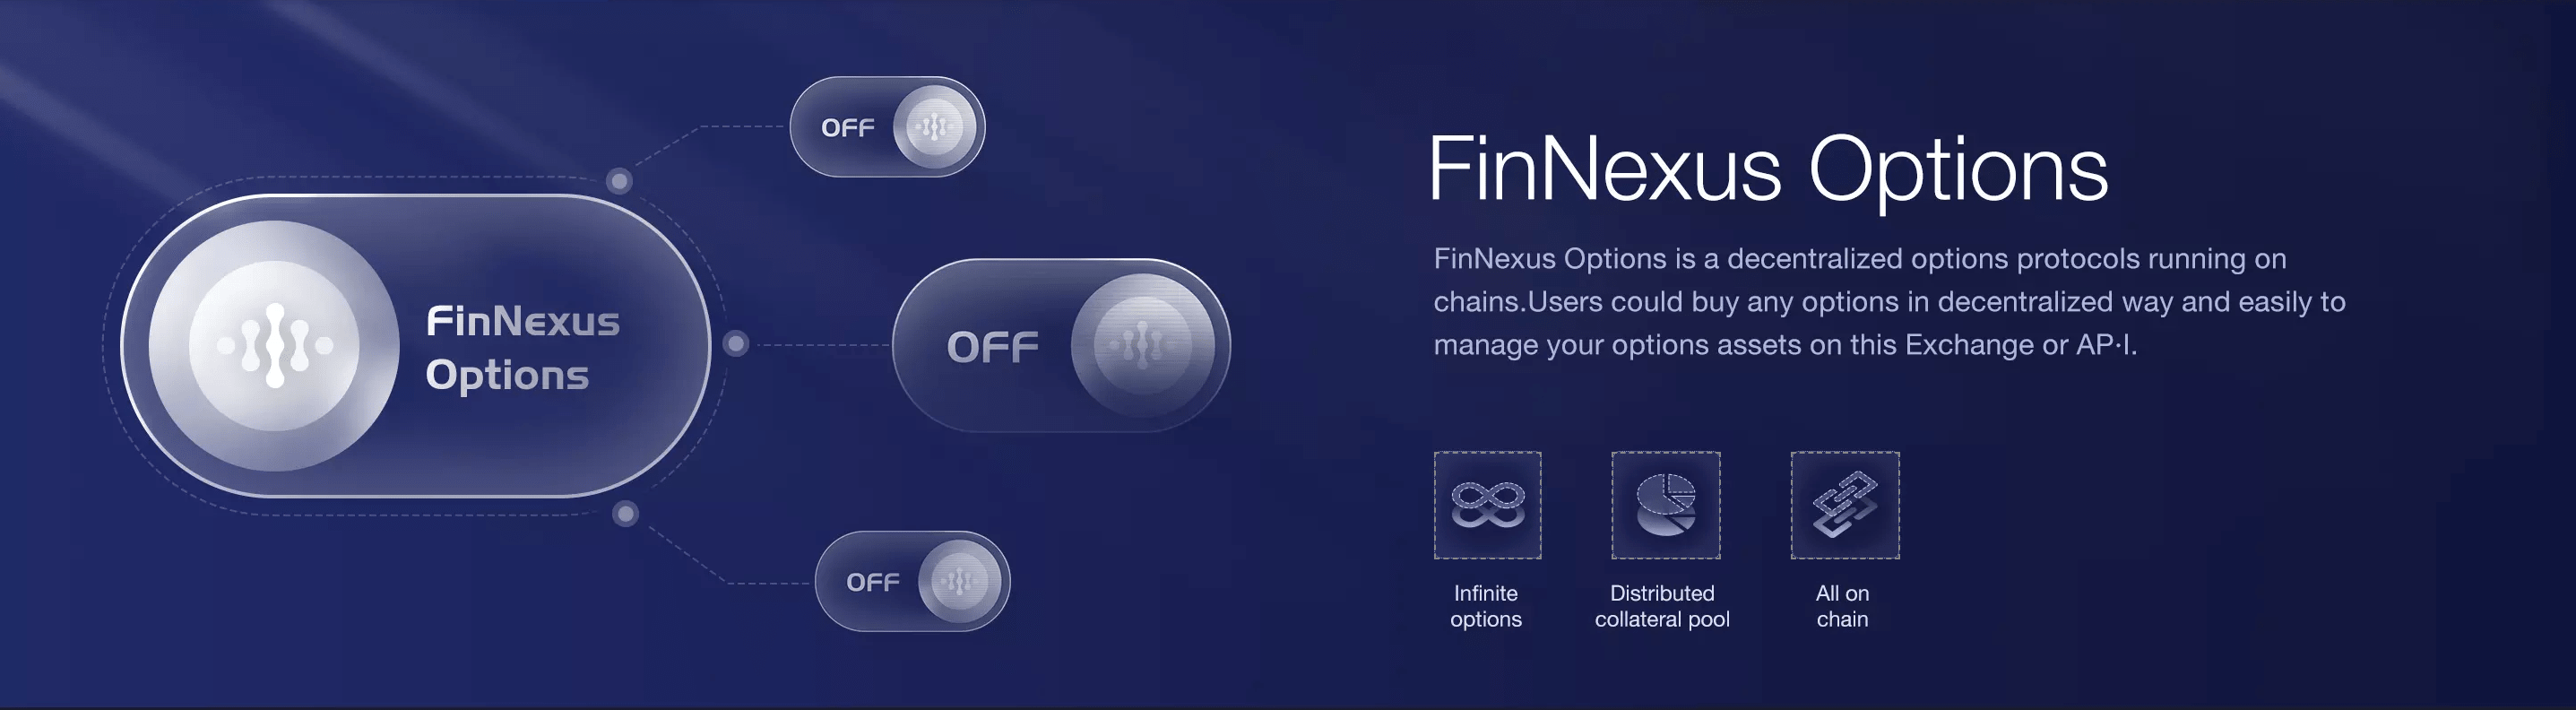 OFF
FinNexus
Options
OFF
OFF
FinNexus Options
FinNexus Options is a decentralized options protocols running on
chains.Users could buy any options in decentralized way and easily to
manage your options assets on this Exchange or AP·I.
Infinite
options
Distributed
collateral pool
All on
chain